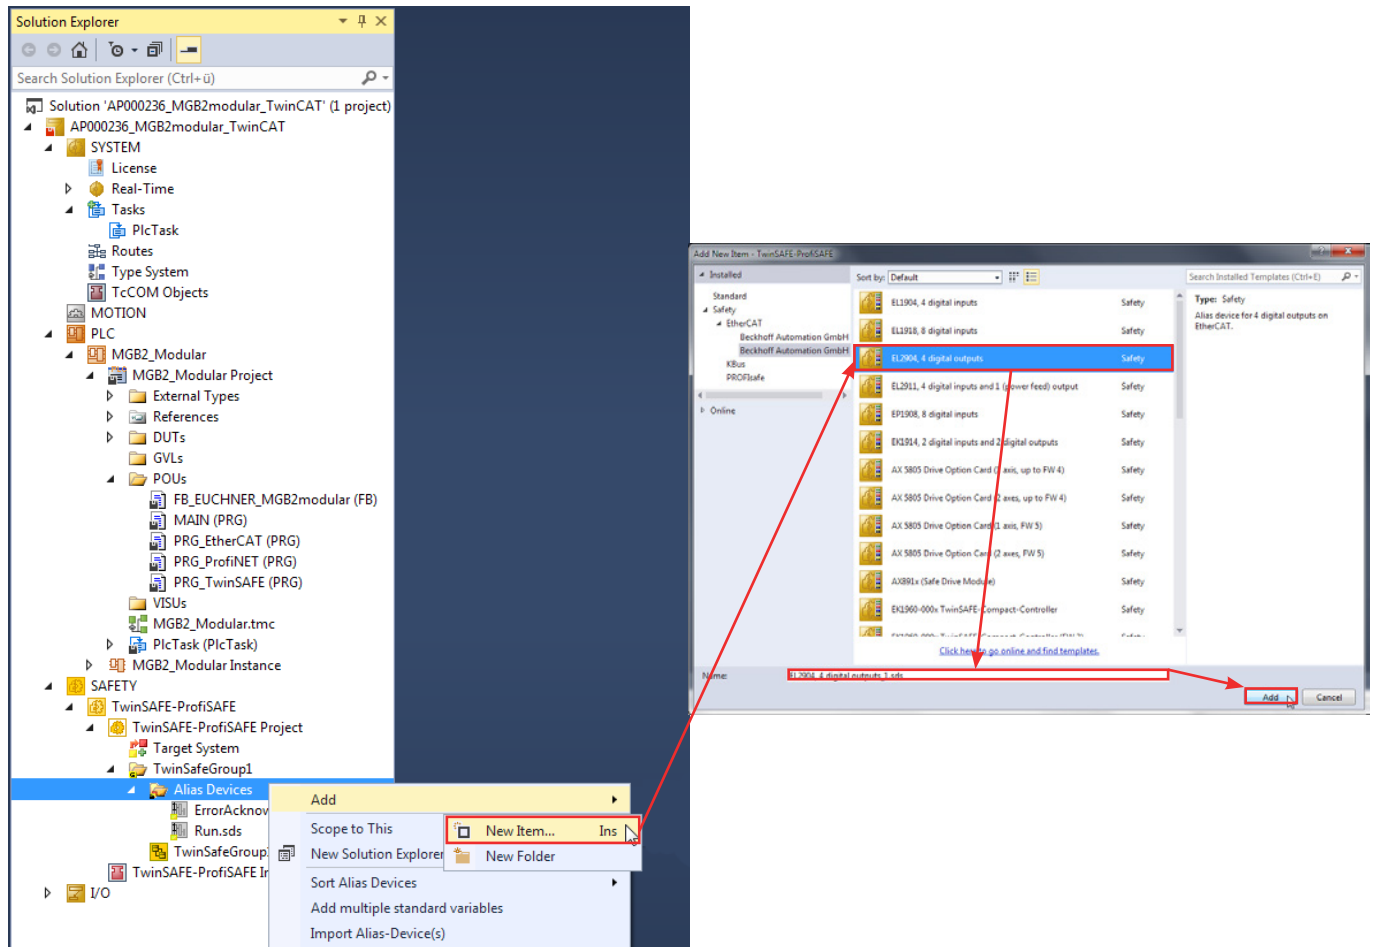 Solution Explorer
Search Solution Explorer (Ctrl+ü)
Solution 'AP000236_MGB2modular_TwinCAT' (1 project)
AP000236_MGB2modular_TwinCAT
SYSTEM
License
Real-Time
Tasks
PlcTask
Routes
Type System
TcCOM Objects
MOTION
PLC
MGB2_Modular
MGB2_Modular Project
External Types
References
DUTs
GVLs
POUs
FB_EUCHNER_MGB2modular (FB)
MAIN (PRG)
PRG_EtherCAT (PRG)
PRG_ProfiNET (PRG)
PRG_TwinSAFE (PRG)
VISUs
MGB2_Modular.tmc
PlcTask (PlcTask)
MGB2_Modular Instance
SAFETY
TwinSAFE-ProfiSAFE
TwinSAFE-ProfiSAFE Project
Target System
TwinSafeGroup1
Alias Devices
ErrorAcknov
Run.sds
TwinSafeGroup
TwinSAFE-ProfiSAFE Ir
I/O
Add
Scope to This
New Solution Explorer
Sort Alias Devices
Add multiple standard variables
Import Alias-Device(s)
New Item... Ins
New Folder
Add New Item - TwinSAFE-ProfiSAFE
Installed
Standard
Safety
EtherCAT
Beckhoff Automation GmbH
Beckhoff Automation GmbH
KBus
PROFIsafe
Online
Sort by: Default
EL1904, 4 digital inputs Safety
EL1918, 8 digital inputs Safety
EL2904, 4 digital outputs Safety
EL2911, 4 digital inputs and 1 (power feed) output Safety
EP1908, 8 digital inputs Safety
EK1914, 2 digital inputs and 2 digital outputs Safety
AX 5805 Drive Option Card (1 axis, up to FW 4) Safety
AX 5805 Drive Option Card (2 axes, up to FW 4) Safety
AX 5805 Drive Option Card (1 axis, FW 5) Safety
AX 5805 Drive Option Card (2 axes, FW 5) Safety
AX891x (Safe Drive Module) Safety
EK1960-000x TwinSAFE-Compact-Controller Safety
Click here to go online and find templates.
Search Installed Templates (Ctrl+E)
Type: Safety
Alias device for 4 digital outputs on
EtherCAT.
Name: EL2904, 4 digital outputs_1.sds
Add Cancel